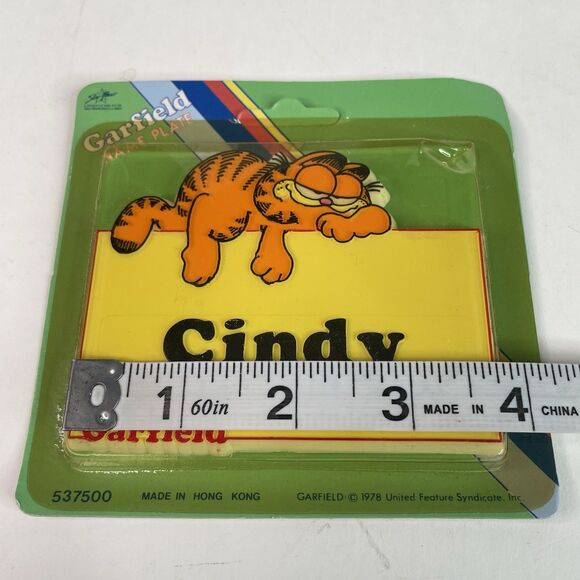 Garfield
NAME PLATE
Cindy
1 60in 2 3 MADE IN 4 CHINA
Garfield
537500 MADE IN HONG KONG GARFIELD: © 1978 United Feature Syndicate, Inc.